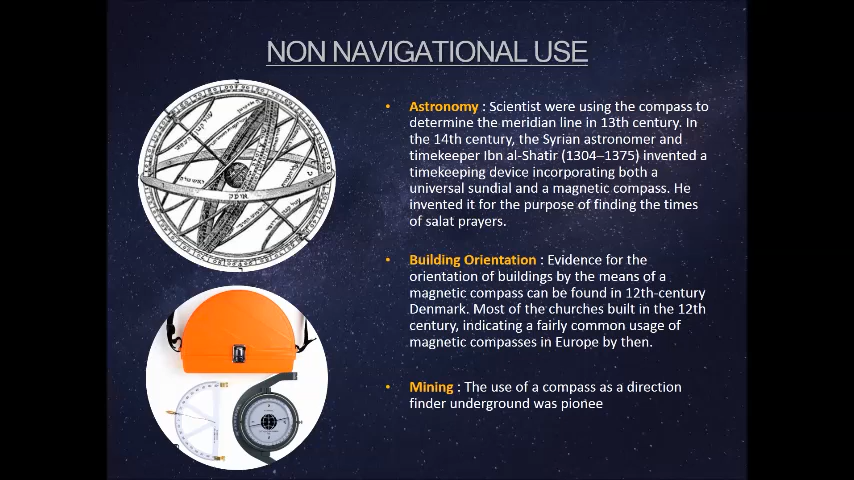 NON NAVIGATIONAL USE
• Astronomy : Scientist were using the compass to
determine the meridian line in 13th century. In
the 14th century, the Syrian astronomer and
timekeeper Ibn al-Shatir (1304–1375) invented a
timekeeping device incorporating both a
universal sundial and a magnetic compass. He
invented it for the purpose of finding the times
of salat prayers.
• Building Orientation : Evidence for the
orientation of buildings by the means of a
magnetic compass can be found in 12th-century
Denmark. Most of the churches built in the 12th
century, indicating a fairly common usage of
magnetic compasses in Europe by then.
• Mining : The use of a compass as a direction
finder underground was pionee